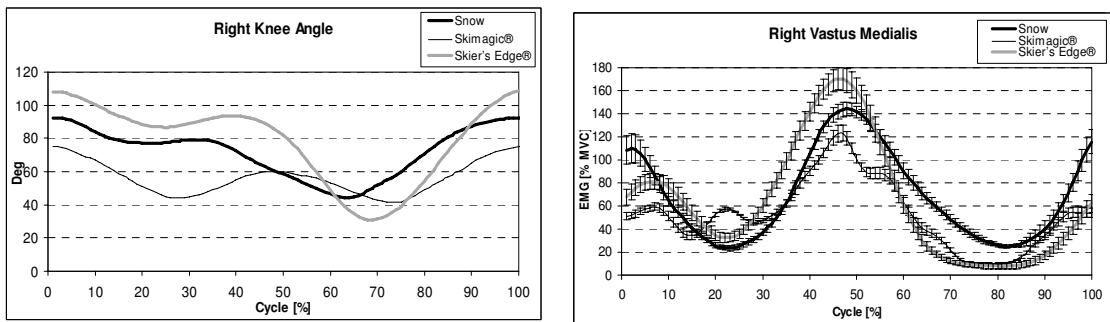 Right Knee Angle
Snow
Skimagic®
Skier's Edge®
Deg
120
100
80
60
40
20
0
0 10 20 30 40 50 60 70 80 90 100
Cycle [%]
Right Vastus Medialis
Snow
Skimagic®
Skier's Edge®
EMG [% MVC]
180
160
140
120
100
80
60
40
20
0
0 10 20 30 40 50 60 70 80 90 100
Cycle [%]